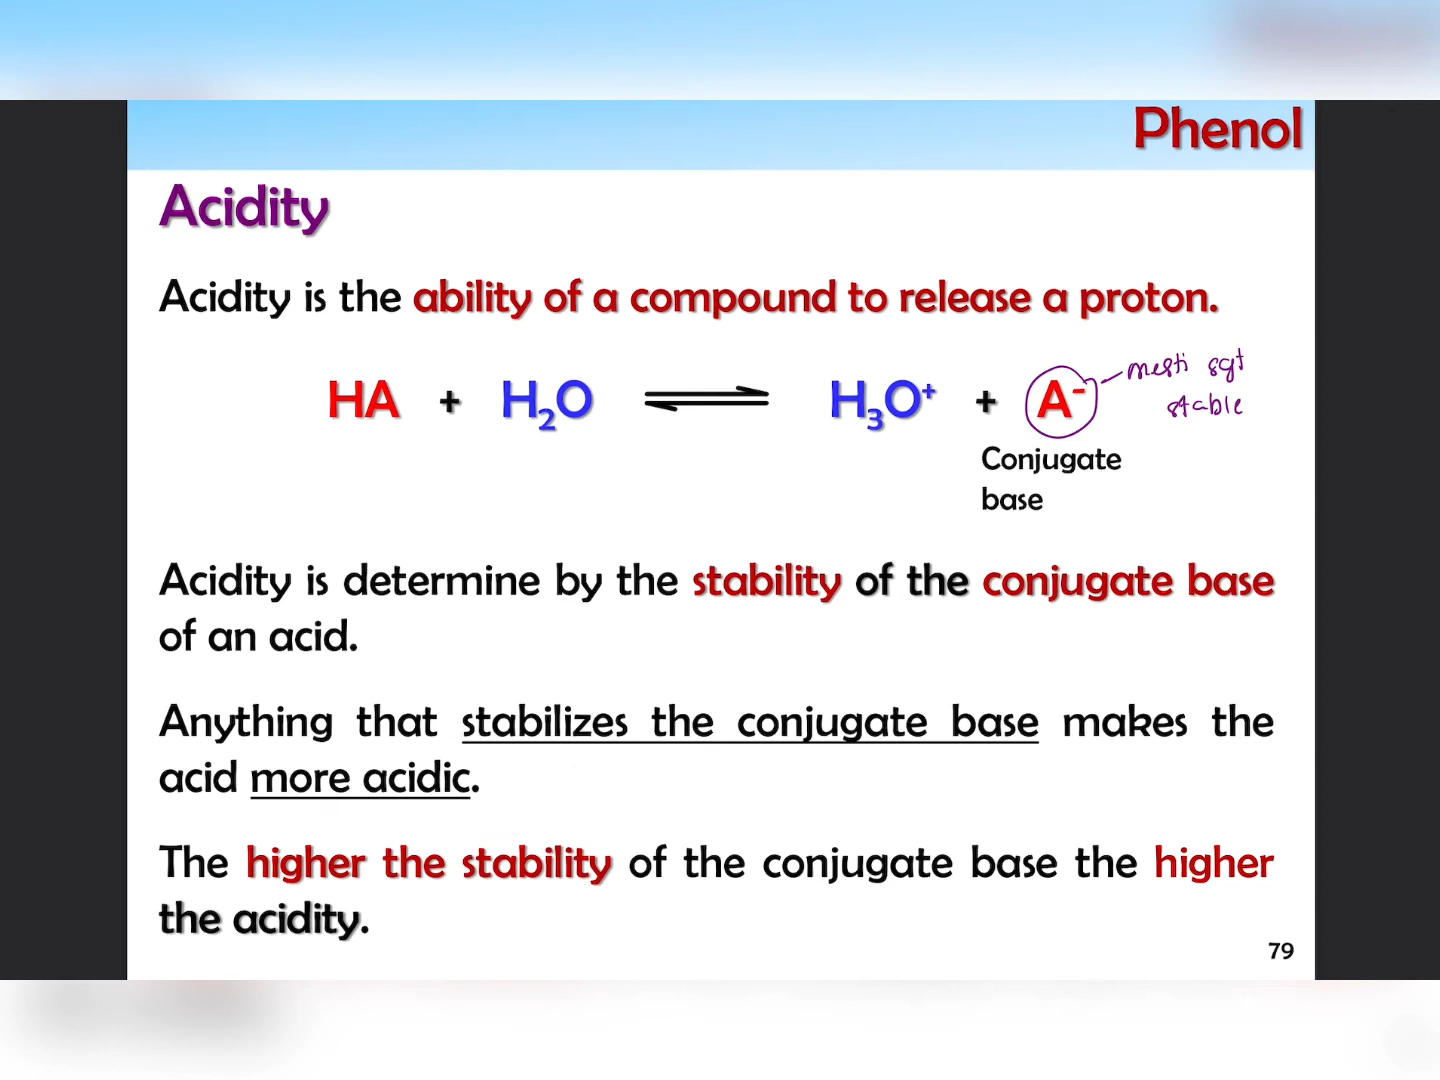 Phenol
Acidity
Acidity is the ability of a compound to release a proton.
HA + H₂O ⇌ H₃O⁺ + A⁻
mesti sgt
stable
Conjugate
base
Acidity is determine by the stability of the conjugate base
of an acid.
Anything that stabilizes the conjugate base makes the
acid more acidic.
The higher the stability of the conjugate base the higher
the acidity.
79